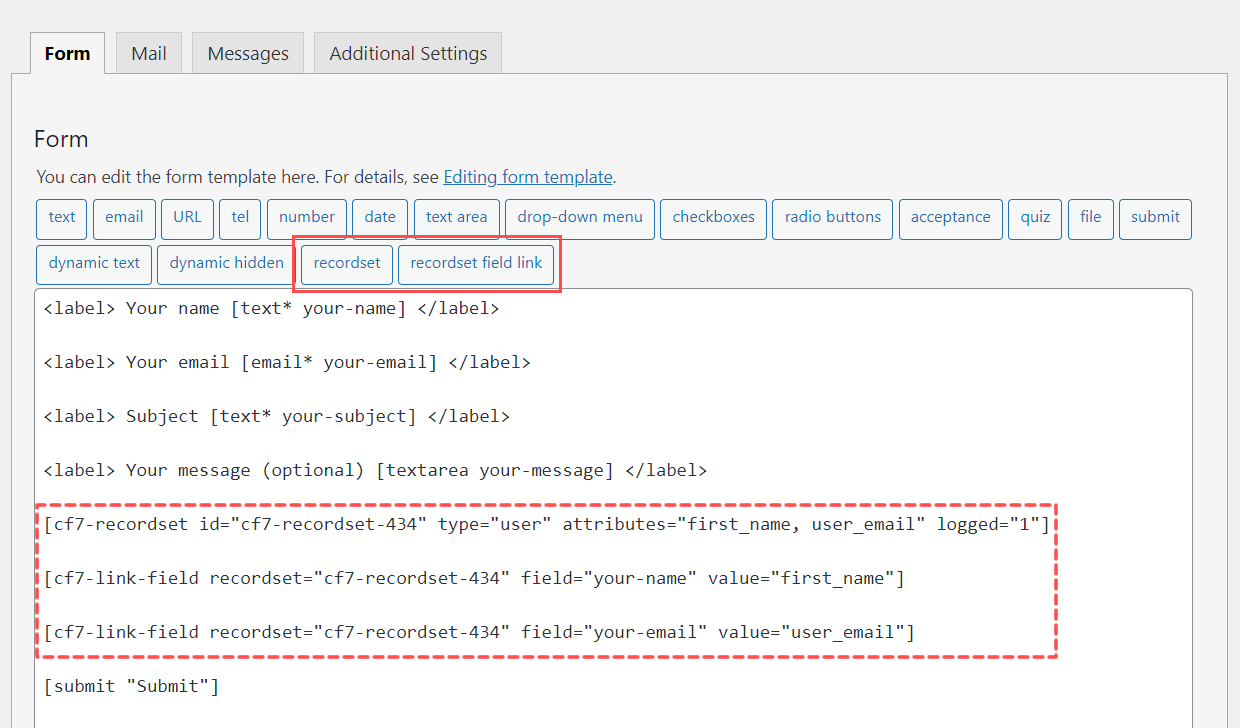 Form Mail Messages Additional Settings
Form
You can edit the form template here. For details, see Editing form template.
text email URL tel number date text area drop-down menu checkboxes radio buttons acceptance quiz file submit
dynamic text dynamic hidden recordset recordset field link
<label> Your name [text* your-name] </label>
<label> Your email [email* your-email] </label>
<label> Subject [text* your-subject] </label>
<label> Your message (optional) [textarea your-message] </label>
[cf7-recordset id="cf7-recordset-434" type="user" attributes="first_name, user_email" logged="1"]
[cf7-link-field recordset="cf7-recordset-434" field="your-name" value="first_name"]
[cf7-link-field recordset="cf7-recordset-434" field="your-email" value="user_email"]
[submit "Submit"]